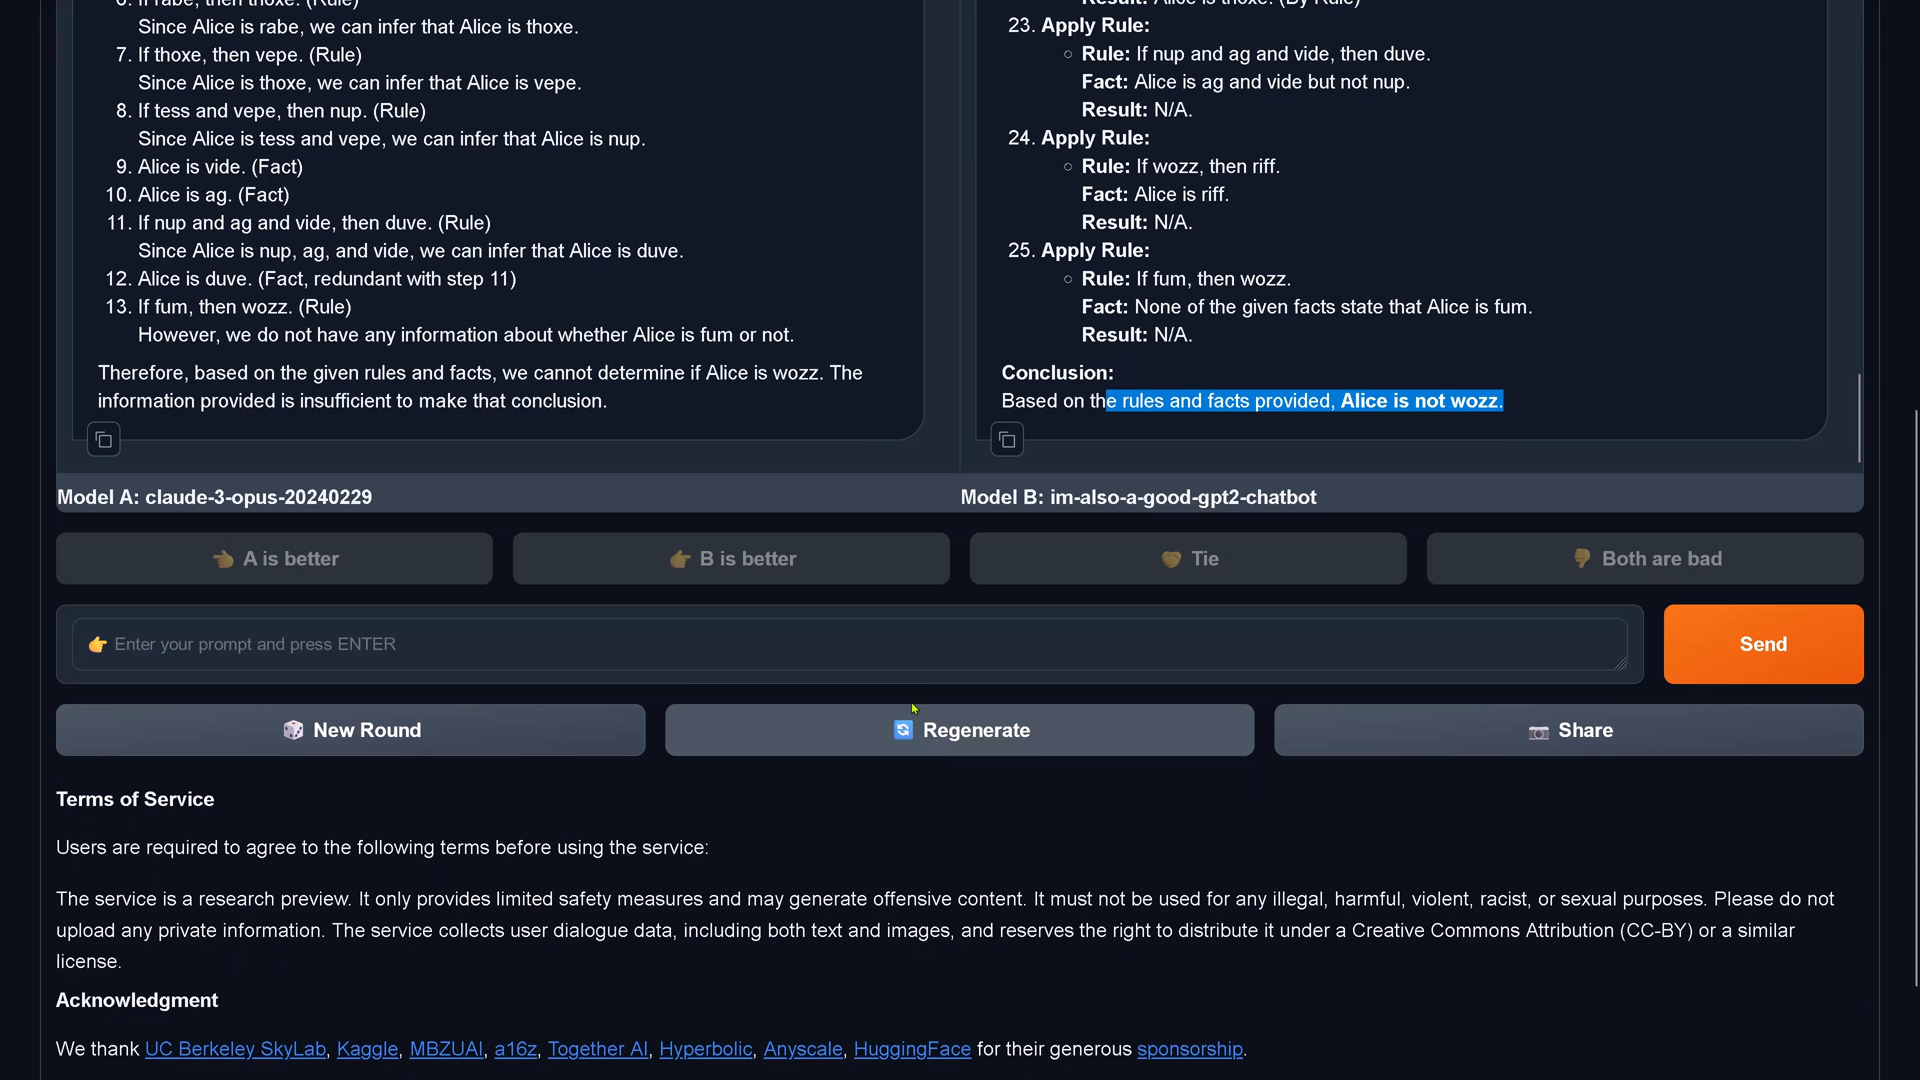 6. If rabe, then thoxe. (Rule)
Since Alice is rabe, we can infer that Alice is thoxe.
7. If thoxe, then vepe. (Rule)
Since Alice is thoxe, we can infer that Alice is vepe.
8. If tess and vepe, then nup. (Rule)
Since Alice is tess and vepe, we can infer that Alice is nup.
9. Alice is vide. (Fact)
10. Alice is ag. (Fact)
11. If nup and ag and vide, then duve. (Rule)
Since Alice is nup, ag, and vide, we can infer that Alice is duve.
12. Alice is duve. (Fact, redundant with step 11)
13. If fum, then wozz. (Rule)
However, we do not have any information about whether Alice is fum or not.
Therefore, based on the given rules and facts, we cannot determine if Alice is wozz. The
information provided is insufficient to make that conclusion.
Result: Alice is thoxe. (By Rule)
23. Apply Rule:
Rule: If nup and ag and vide, then duve.
Fact: Alice is ag and vide but not nup.
Result: N/A.
24. Apply Rule:
Rule: If wozz, then riff.
Fact: Alice is riff.
Result: N/A.
25. Apply Rule:
Rule: If fum, then wozz.
Fact: None of the given facts state that Alice is fum.
Result: N/A.
Conclusion:
Based on the rules and facts provided, Alice is not wozz.
Model A: claude-3-opus-20240229
Model B: im-also-a-good-gpt2-chatbot
A is better
B is better
Tie
Both are bad
Enter your prompt and press ENTER
Send
New Round
Regenerate
Share
Terms of Service
Users are required to agree to the following terms before using the service:
The service is a research preview. It only provides limited safety measures and may generate offensive content. It must not be used for any illegal, harmful, violent, racist, or sexual purposes. Please do not
upload any private information. The service collects user dialogue data, including both text and images, and reserves the right to distribute it under a Creative Commons Attribution (CC-BY) or a similar
license.
Acknowledgment
We thank UC Berkeley SkyLab, Kaggle, MBZUAI, a16z, Together AI, Hyperbolic, Anyscale, HuggingFace for their generous sponsorship.